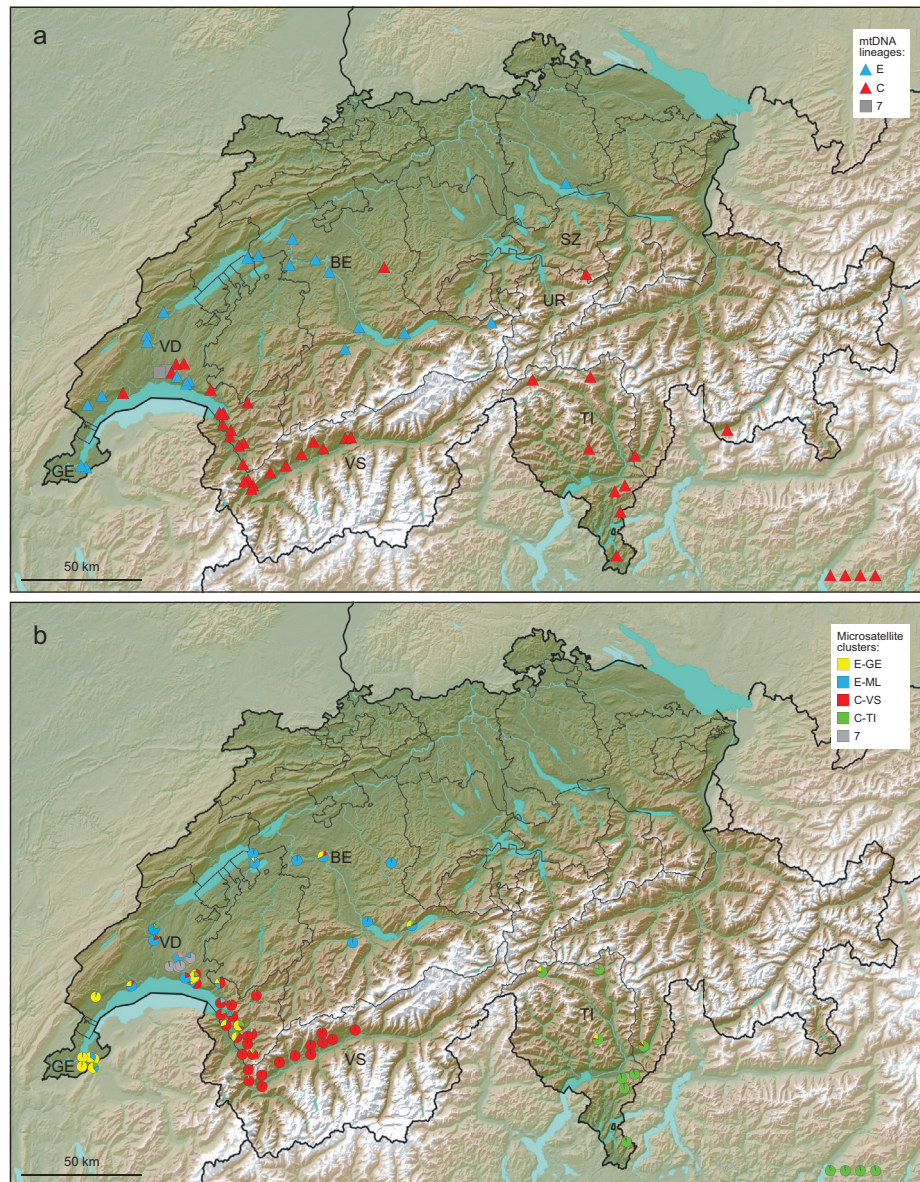 a
mtDNA
lineages:
E
C
7
SZ
BE
UR
VD
TI
GE
VS
50 km
b
Microsatellite
clusters:
E-GE
E-ML
C-VS
C-TI
7
BE
VD
TI
GE
VS
50 km